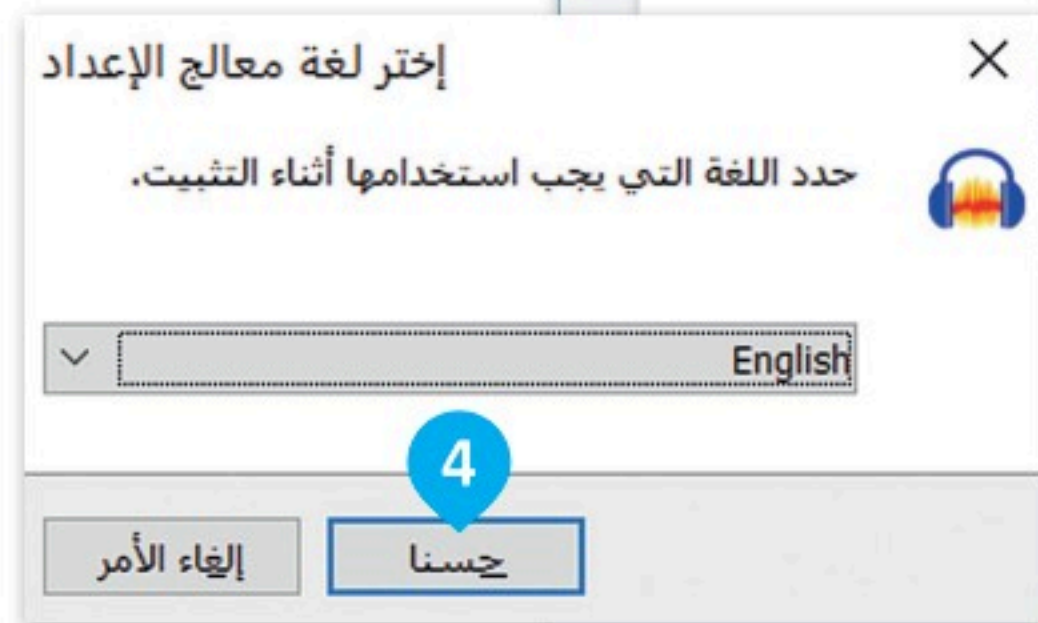 إختر لغة معالج الإعداد
حدد اللغة التي يجب استخدامها أثناء التثبيت.
English
4
حسنا
إلغاء الأمر